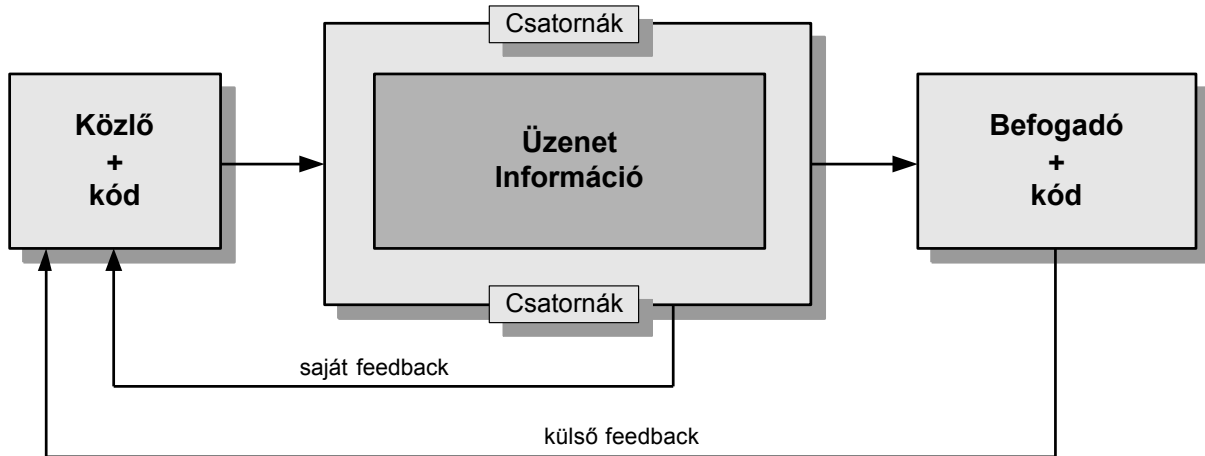 Csatornák
Közlő
+
kód
Üzenet
Információ
Befogadó
+
kód
Csatornák
saját feedback
külső feedback